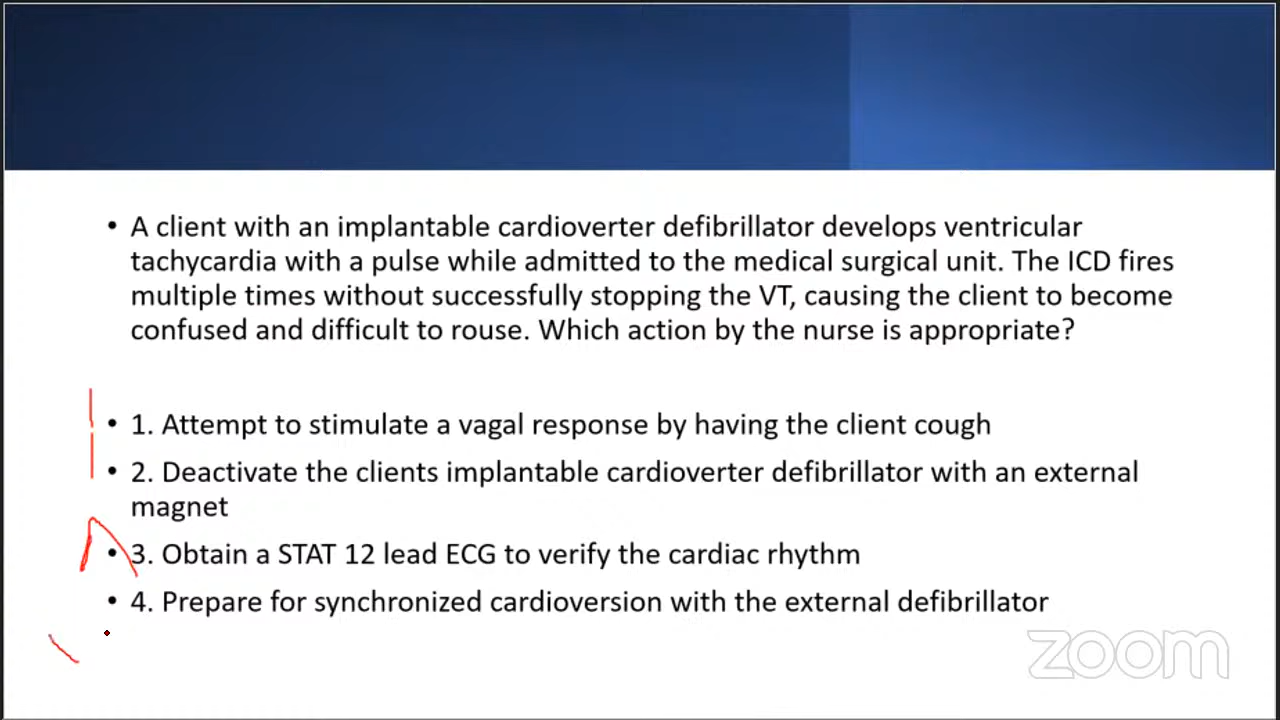 • A client with an implantable cardioverter defibrillator develops ventricular
tachycardia with a pulse while admitted to the medical surgical unit. The ICD fires
multiple times without successfully stopping the VT, causing the client to become
confused and difficult to rouse. Which action by the nurse is appropriate?
• 1. Attempt to stimulate a vagal response by having the client cough
• 2. Deactivate the clients implantable cardioverter defibrillator with an external
magnet
• 3. Obtain a STAT 12 lead ECG to verify the cardiac rhythm
• 4. Prepare for synchronized cardioversion with the external defibrillator
zoom